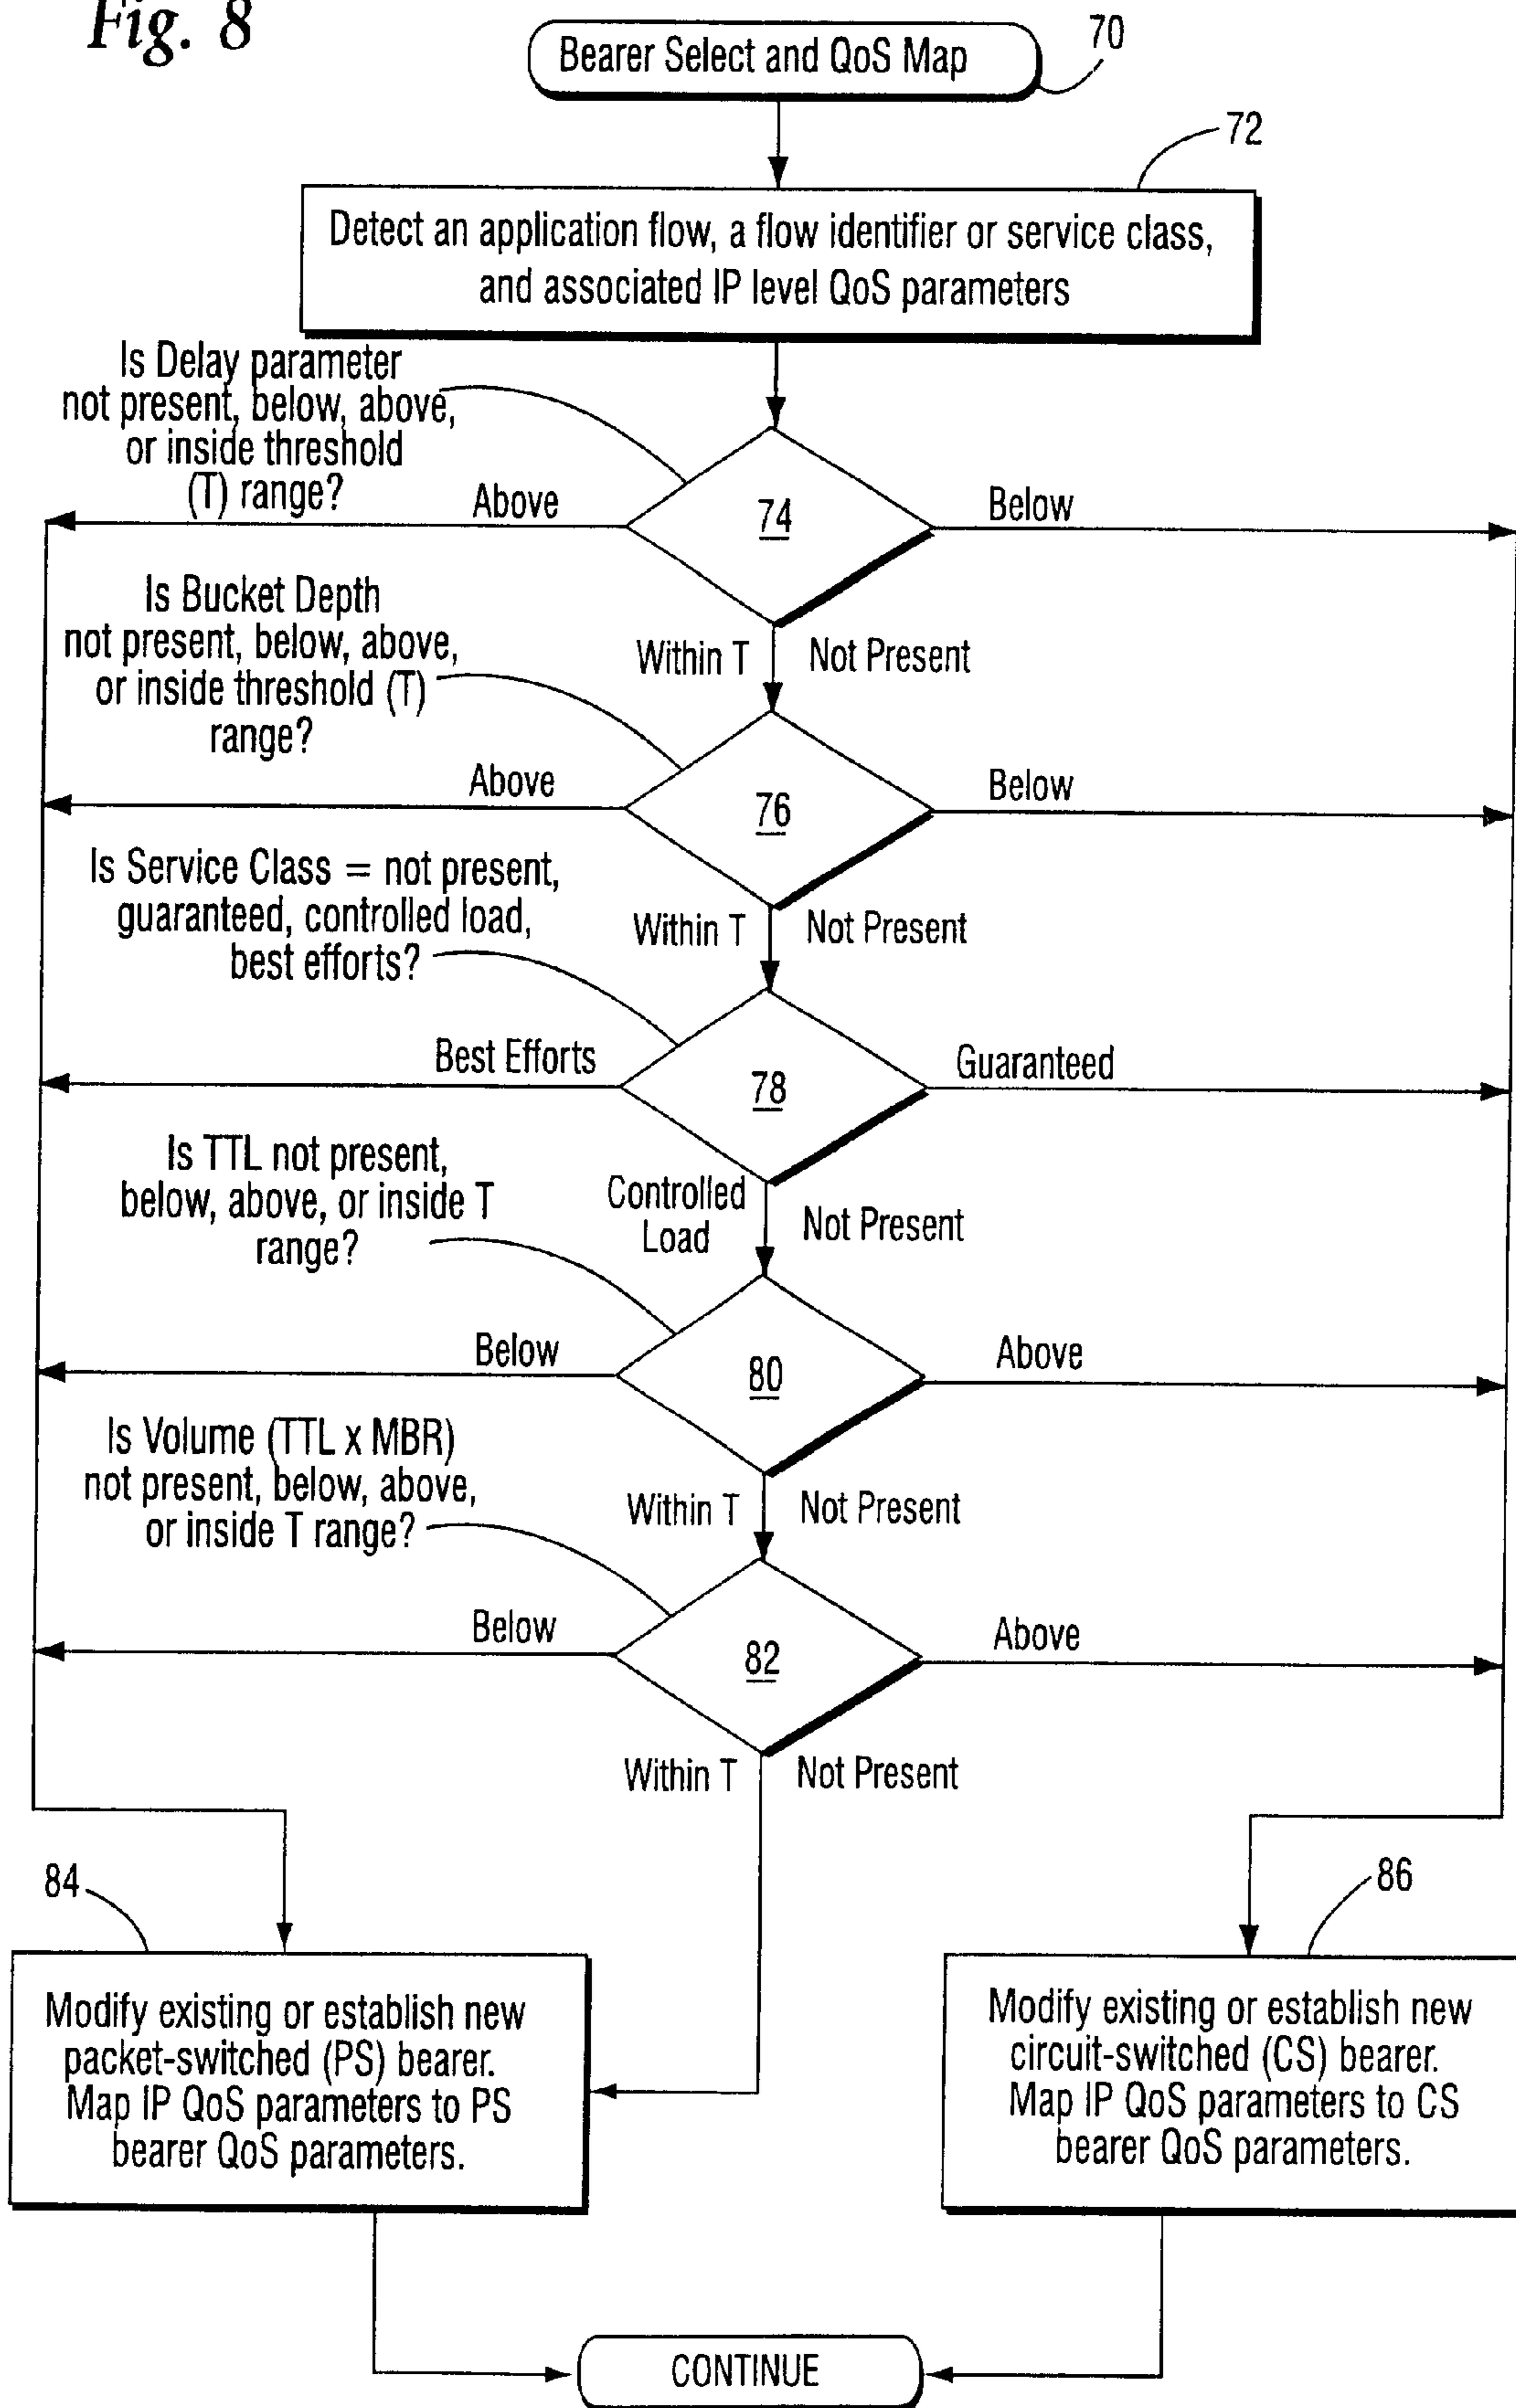 Fig. 8
Bearer Select and QoS Map
70
72
Detect an application flow, a flow identifier or service class,
and associated IP level QoS parameters
Is Delay parameter
not present, below, above,
or inside threshold
(T) range?
Above
74
Below
Within T
Not Present
Is Bucket Depth
not present, below, above,
or inside threshold (T)
range?
Above
76
Below
Within T
Not Present
Is Service Class = not present,
guaranteed, controlled load,
best efforts?
Best Efforts
78
Guaranteed
Controlled
Load
Not Present
Is TTL not present,
below, above, or inside T
range?
Below
80
Above
Within T
Not Present
Is Volume (TTL x MBR)
not present, below, above,
or inside T range?
Below
82
Above
Within T
Not Present
84
Modify existing or establish new
packet-switched (PS) bearer.
Map IP QoS parameters to PS
bearer QoS parameters.
86
Modify existing or establish new
circuit-switched (CS) bearer.
Map IP QoS parameters to CS
bearer QoS parameters.
CONTINUE